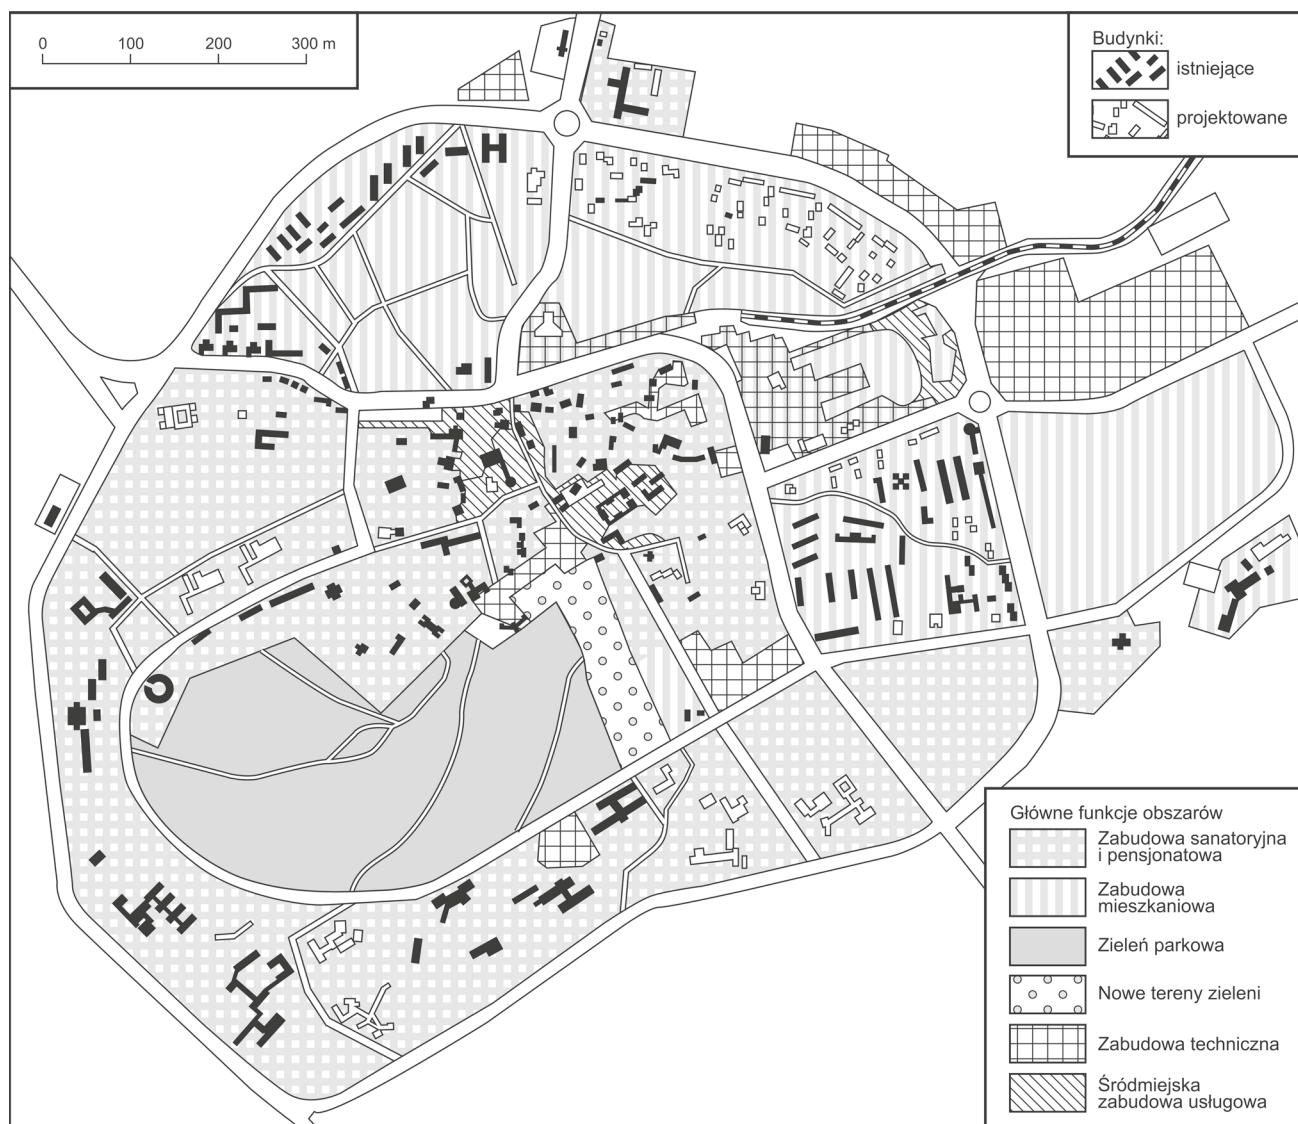 0 100 200 300 m
Budynki:
istniejące
projektowane
Główne funkcje obszarów
Zabudowa sanatoryjna
i pensjonatowa
Zabudowa
mieszkaniowa
Zieleń parkowa
Nowe tereny zieleni
Zabudowa techniczna
Śródmiejska
zabudowa usługowa